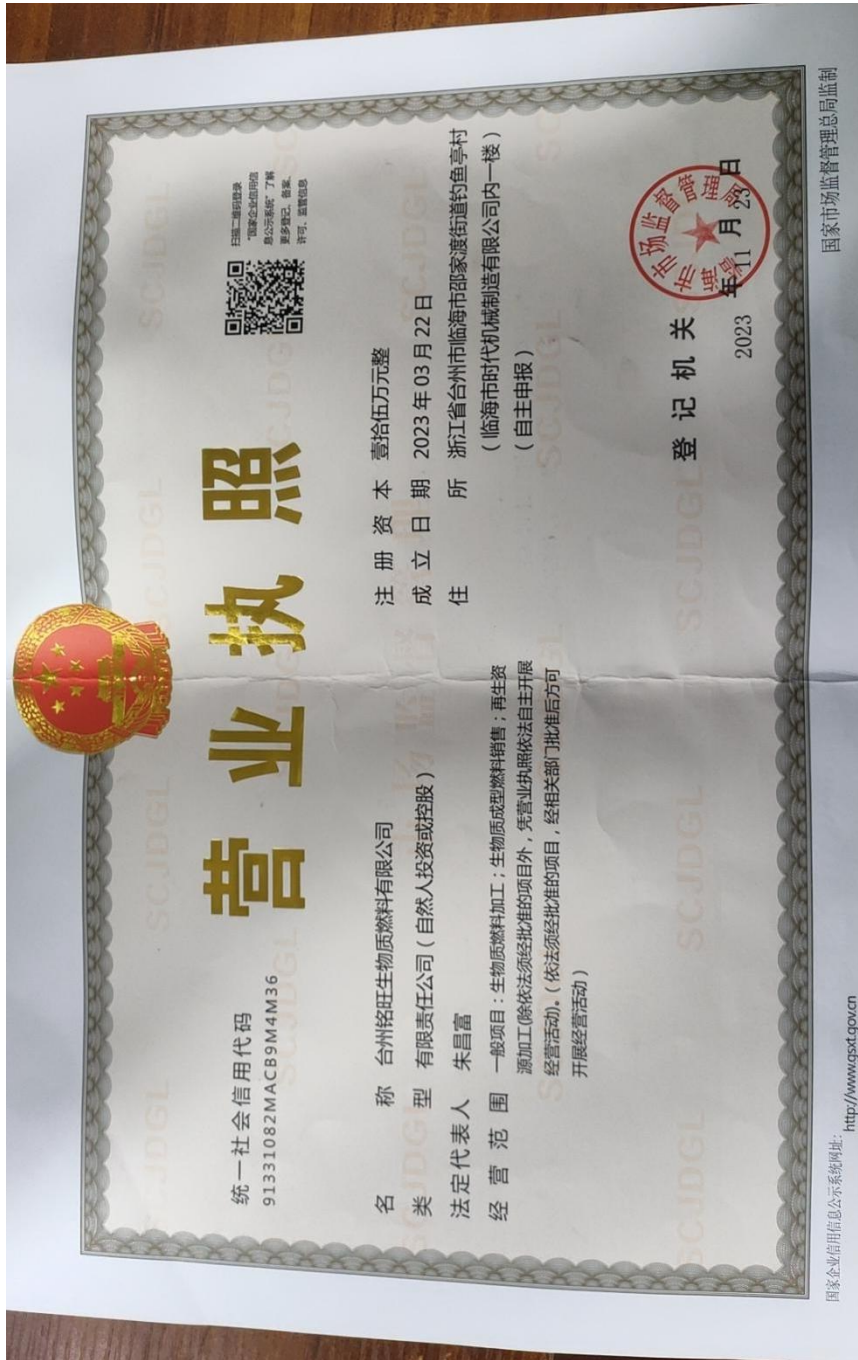 营业执照
统一社会信用代码
91331082MACB9M4M36
扫描二维码登录
“国家企业信用信
息公示系统”了解
更多登记、备案、
许可、监管信息
名 称 台州铭旺生物质燃料有限公司
类 型 有限责任公司（自然人投资或控股）
法定代表人 朱昌富
经 营 范 围 一般项目：生物质燃料加工；生物质成型燃料销售；再生资
源加工(除依法须经批准的项目外，凭营业执照依法自主开展
经营活动)。（依法须经批准的项目，经相关部门批准后方可
开展经营活动）
注 册 资 本 壹拾伍万元整
成 立 日 期 2023年03月22日
住 所 浙江省台州市临海市邵家渡街道钓鱼亭村
（临海市时代机械制造有限公司内一楼）
（自主申报）
登 记 机 关
临海市市场监督管理局
2023 年 11 月 23 日
国家企业信用信息公示系统网址：http://www.gsxt.gov.cn
国家市场监督管理总局监制
SCJDGL